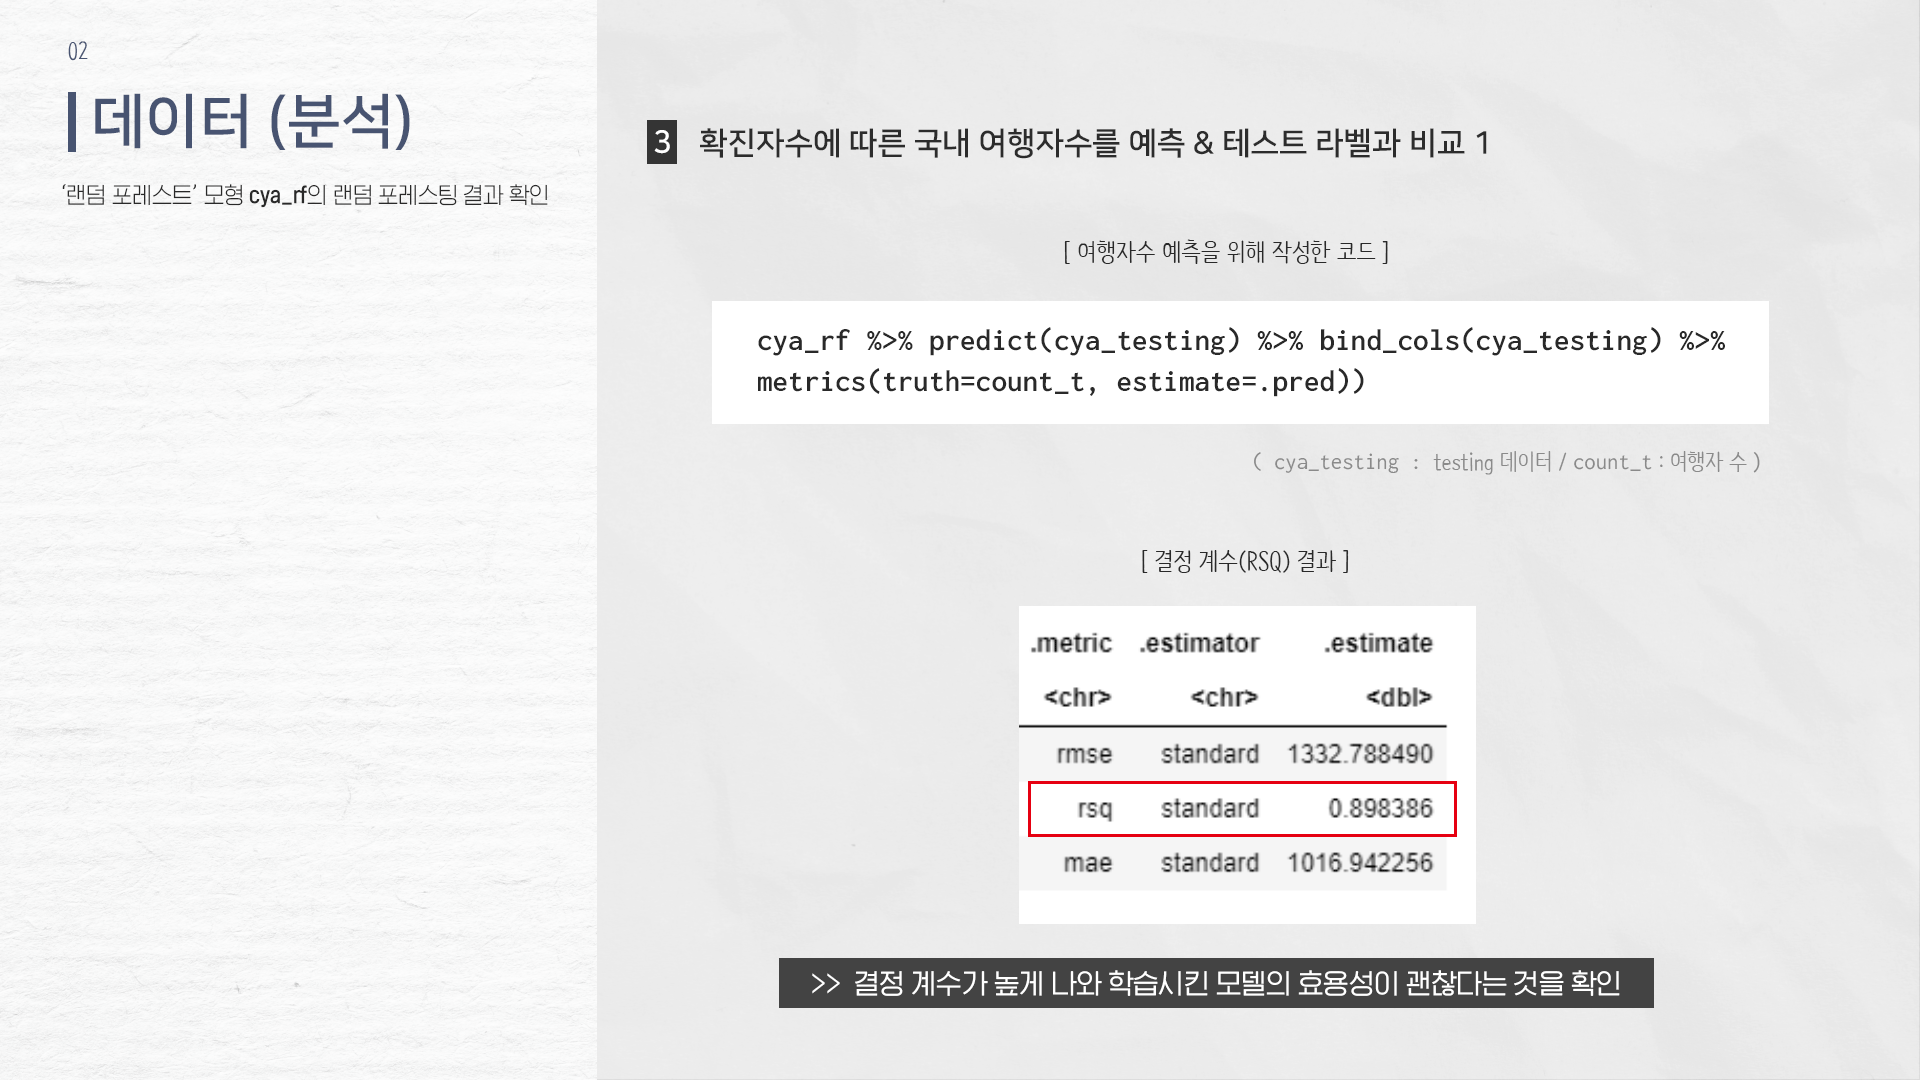 02
데이터 (분석)
‘랜덤 포레스트’ 모형 cya_rf의 랜덤 포레스팅 결과 확인
3 확진자수에 따른 국내 여행자수를 예측 & 테스트 라벨과 비교 1
[ 여행자수 예측을 위해 작성한 코드 ]
cya_rf %>% predict(cya_testing) %>% bind_cols(cya_testing) %>%
metrics(truth=count_t, estimate=.pred))
( cya_testing : testing 데이터 / count_t : 여행자 수 )
[ 결정 계수(RSQ) 결과 ]
.metric .estimator .estimate
<chr> <chr> <dbl>
rmse standard 1332.788490
rsq standard 0.898386
mae standard 1016.942256
>> 결정 계수가 높게 나와 학습시킨 모델의 효용성이 괜찮다는 것을 확인